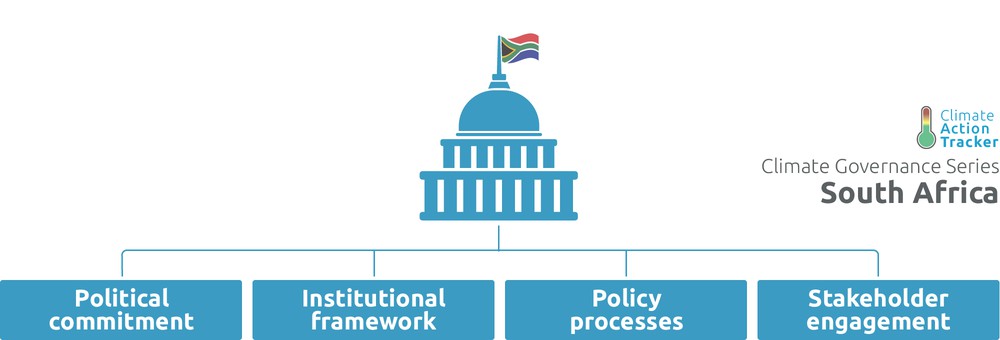 Climate
Action
Tracker
Climate Governance Series
South Africa
Political
commitment
Institutional
framework
Policy
processes
Stakeholder
engagement